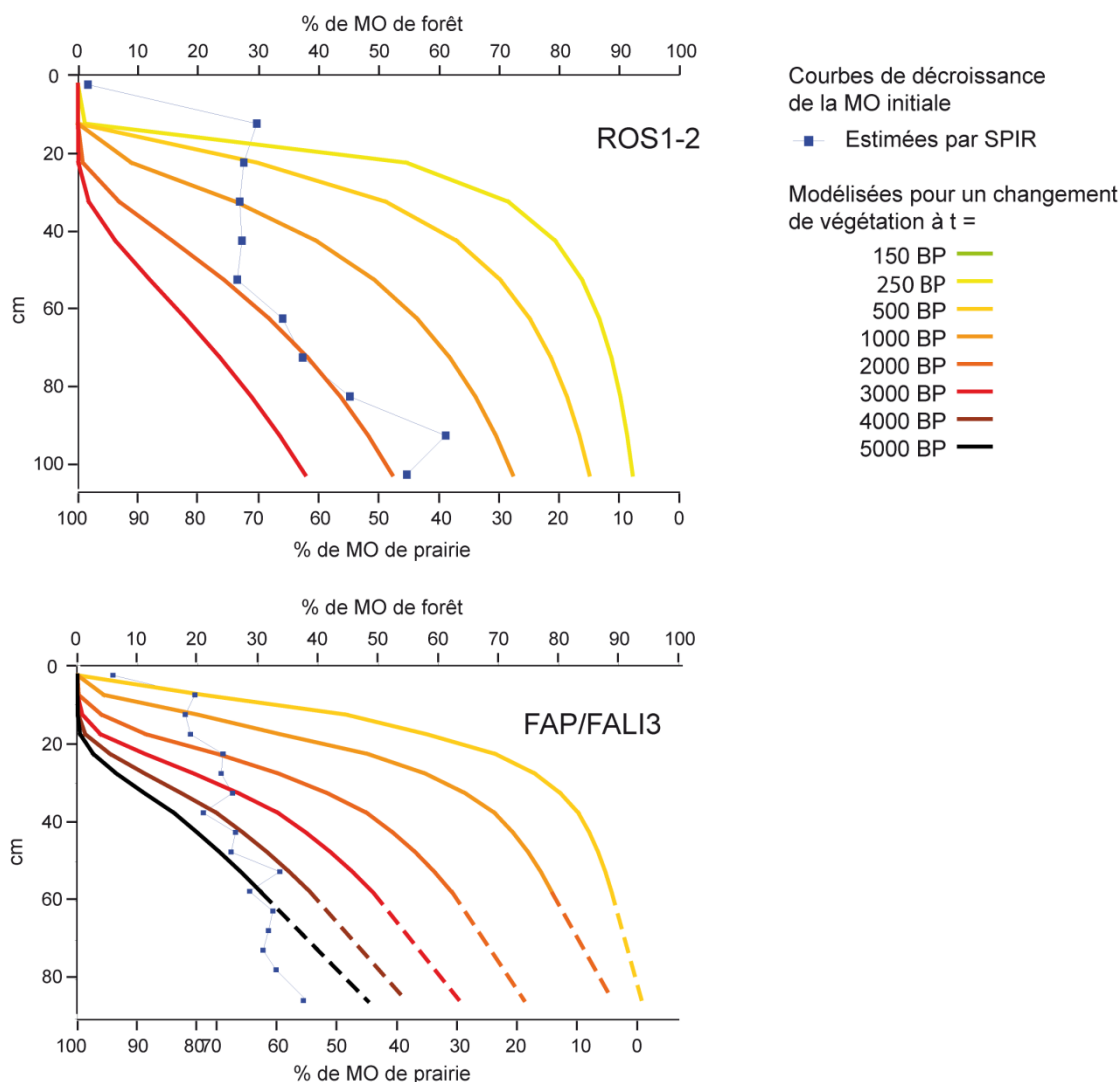 % de MO de forêt
0 10 20 30 40 50 60 70 80 90 100
0
20
40
60
80
100
cm
ROS1-2
100 90 80 70 60 50 40 30 20 10 0
% de MO de prairie
Courbes de décroissance
de la MO initiale
Estimées par SPIR
Modélisées pour un changement
de végétation à t =
150 BP
250 BP
500 BP
1000 BP
2000 BP
3000 BP
4000 BP
5000 BP
% de MO de forêt
0 10 20 30 40 50 60 70 80 90 100
0
20
40
60
80
cm
FAP/FALI3
100 90 80 70 60 50 40 30 20 10 0
% de MO de prairie